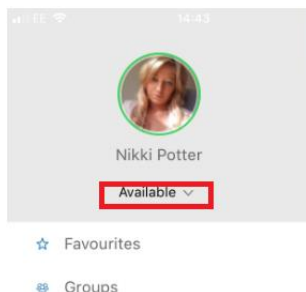 EE 14:43
Nikki Potter
Available
Favourites
Groups